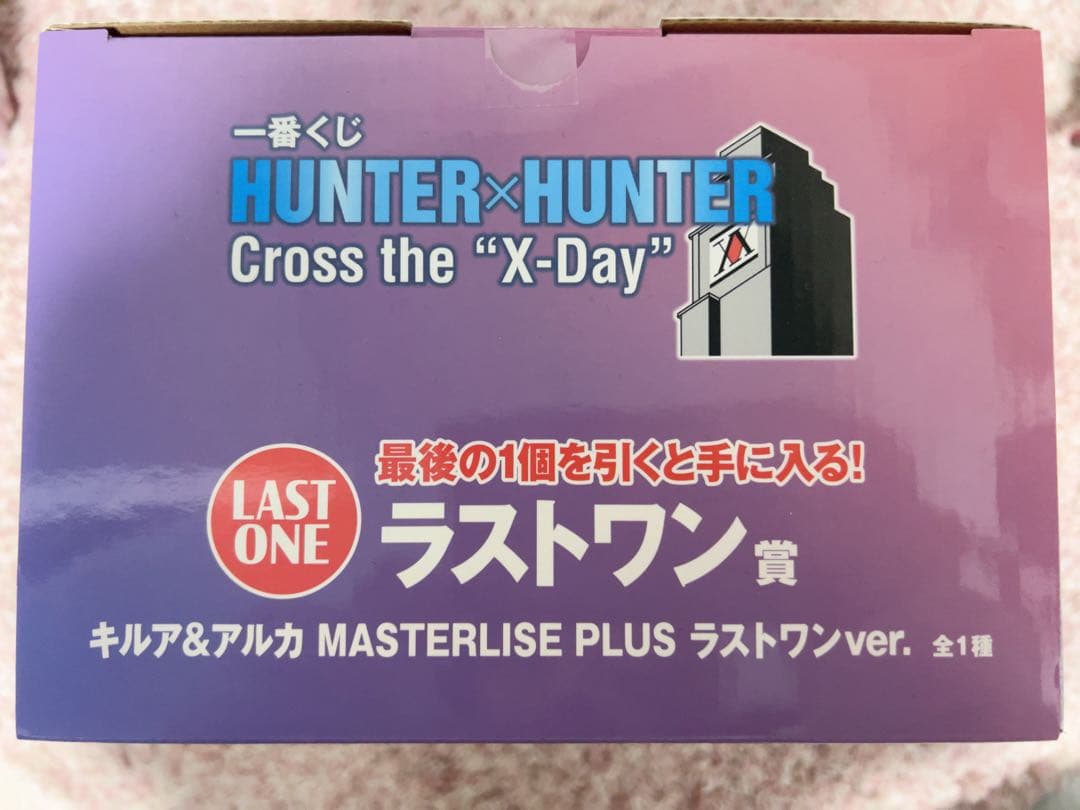 一番くじ
HUNTER×HUNTER
Cross the “X-Day”
最後の1個を引くと手に入る!
LAST
ONE
ラストワン賞
キルア&アルカ MASTERLISE PLUS ラストワンver. 全1種